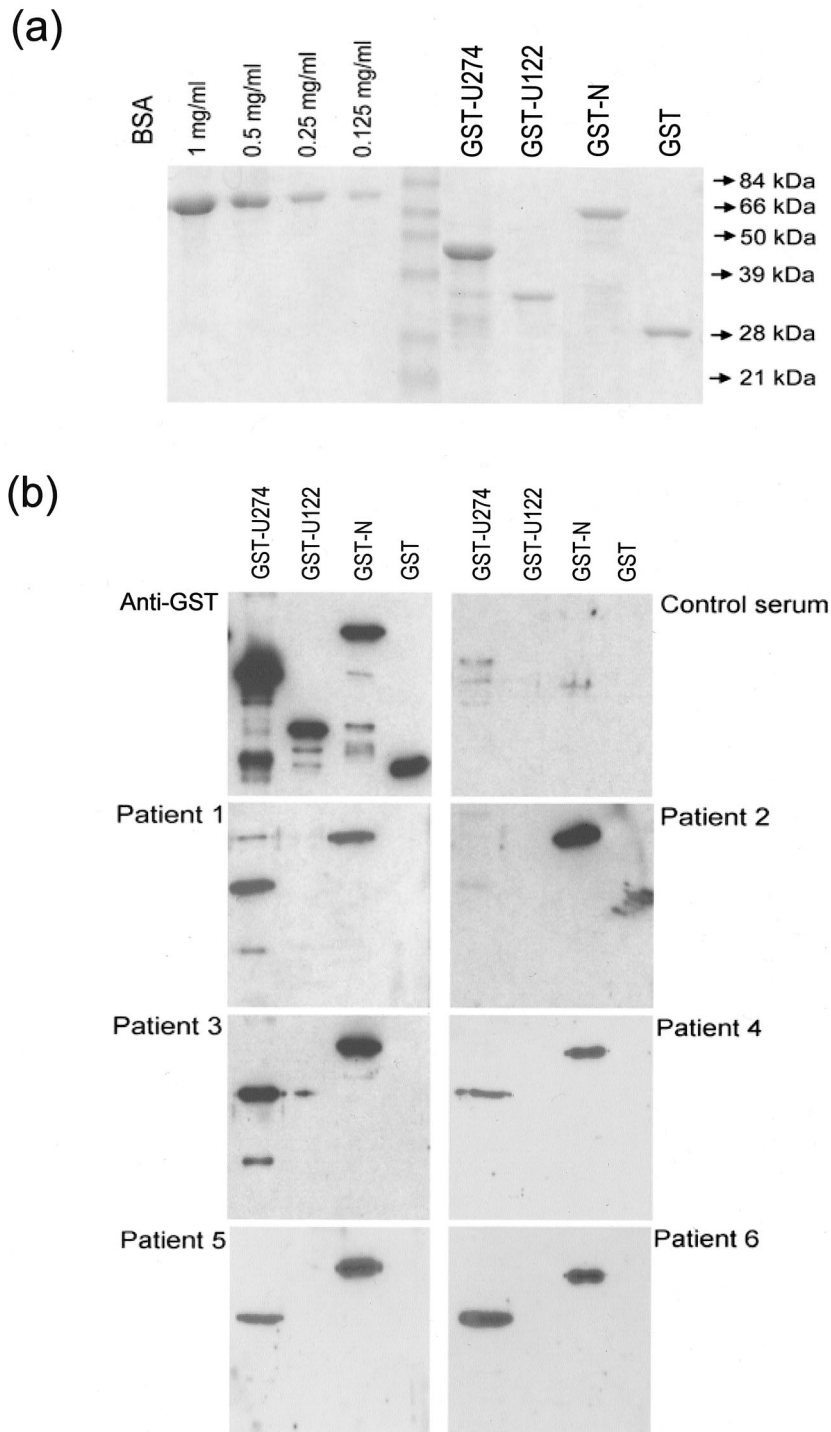 (a)
BSA
1 mg/ml
0.5 mg/ml
0.25 mg/ml
0.125 mg/ml
GST-U274
GST-U122
GST-N
GST
84 kDa
66 kDa
50 kDa
39 kDa
28 kDa
21 kDa
(b)
GST-U274
GST-U122
GST-N
GST
GST-U274
GST-U122
GST-N
GST
Anti-GST
Control serum
Patient 1
Patient 2
Patient 3
Patient 4
Patient 5
Patient 6